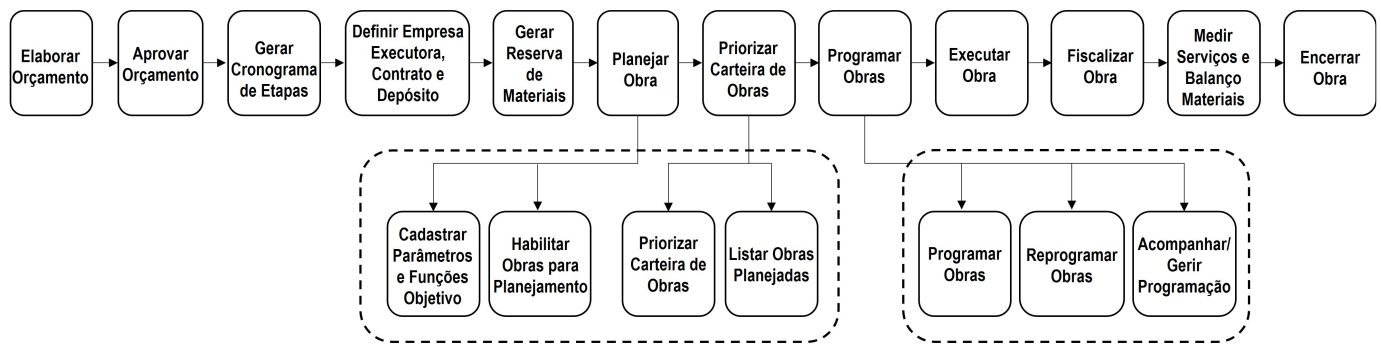 Elaborar
Orçamento
Aprovar
Orçamento
Gerar
Cronograma
de Etapas
Definir Empresa
Executora,
Contrato e
Depósito
Gerar
Reserva
de
Materiais
Planejar
Obra
Priorizar
Carteira de
Obras
Programar
Obras
Executar
Obra
Fiscalizar
Obra
Medir
Serviços e
Balanço
Materiais
Encerrar
Obra
Cadastrar
Parâmetros
e Funções
Objetivo
Habilitar
Obras para
Planejamento
Priorizar
Carteira de
Obras
Listar Obras
Planejadas
Programar
Obras
Reprogramar
Obras
Acompanhar/
Gerir
Programação